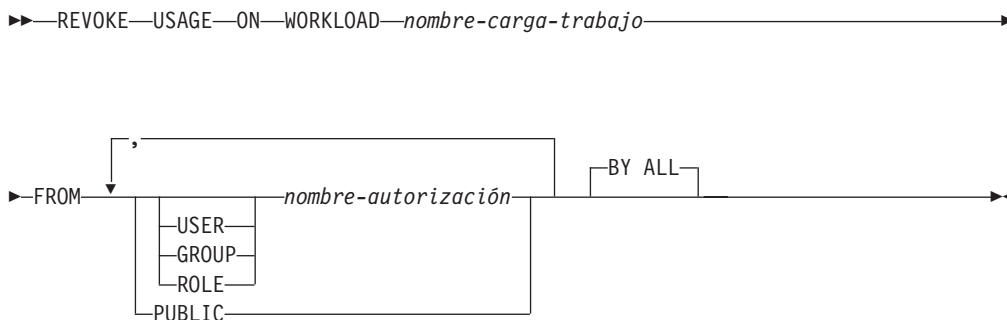 REVOKE USAGE ON WORKLOAD nombre-carga-trabajo
,
BY ALL
FROM nombre-autorización
USER
GROUP
ROLE
PUBLIC